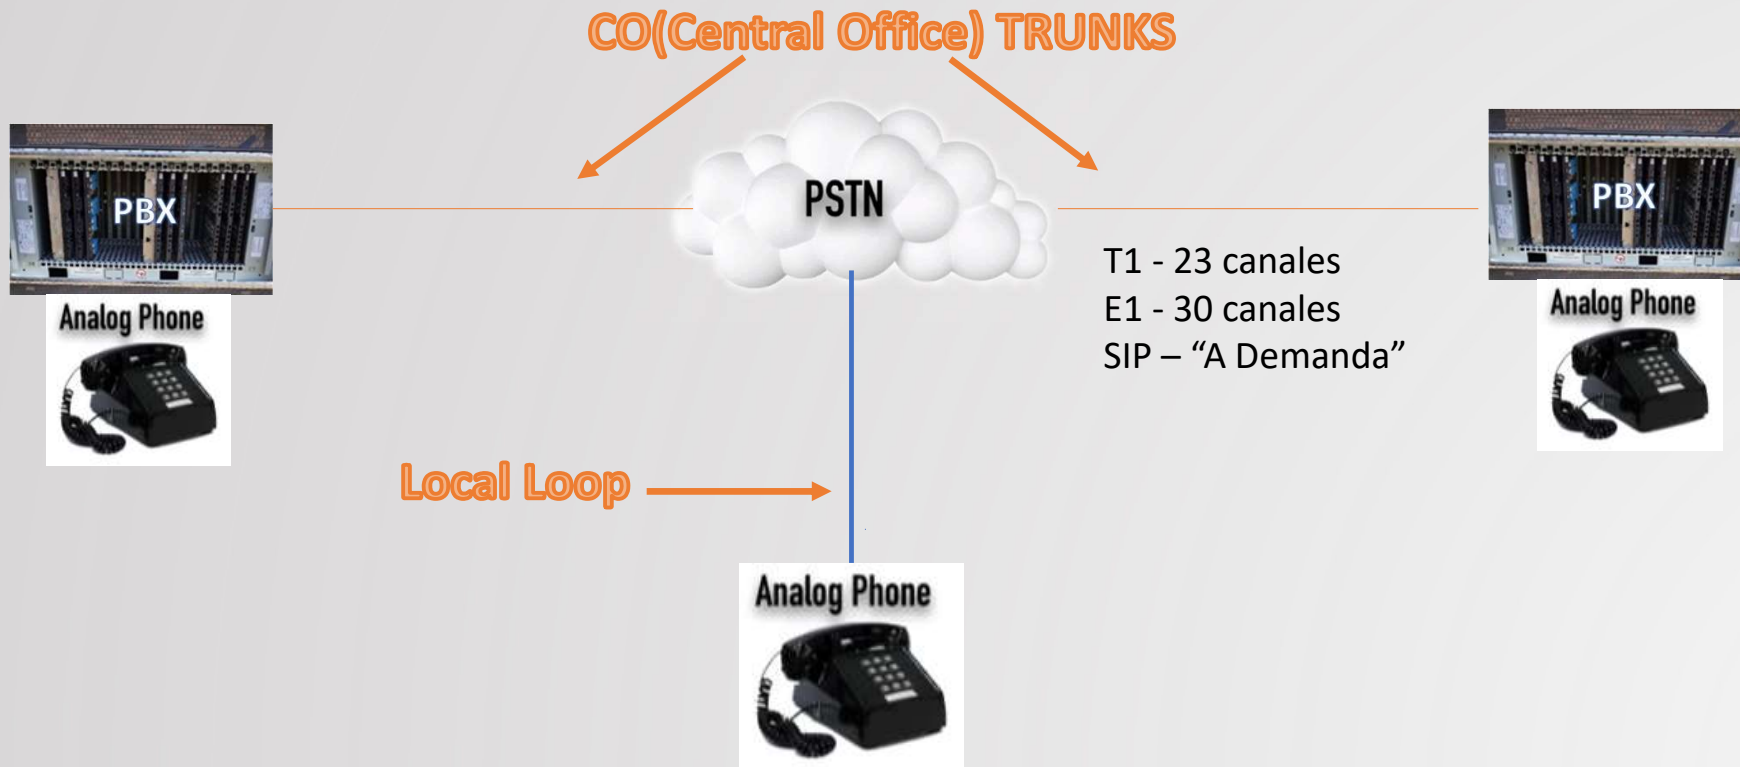 CO(Central Office) TRUNKS
PBX
PSTN
PBX
T1 - 23 canales
E1 - 30 canales
SIP – “A Demanda”
Analog Phone
Analog Phone
Local Loop
Analog Phone